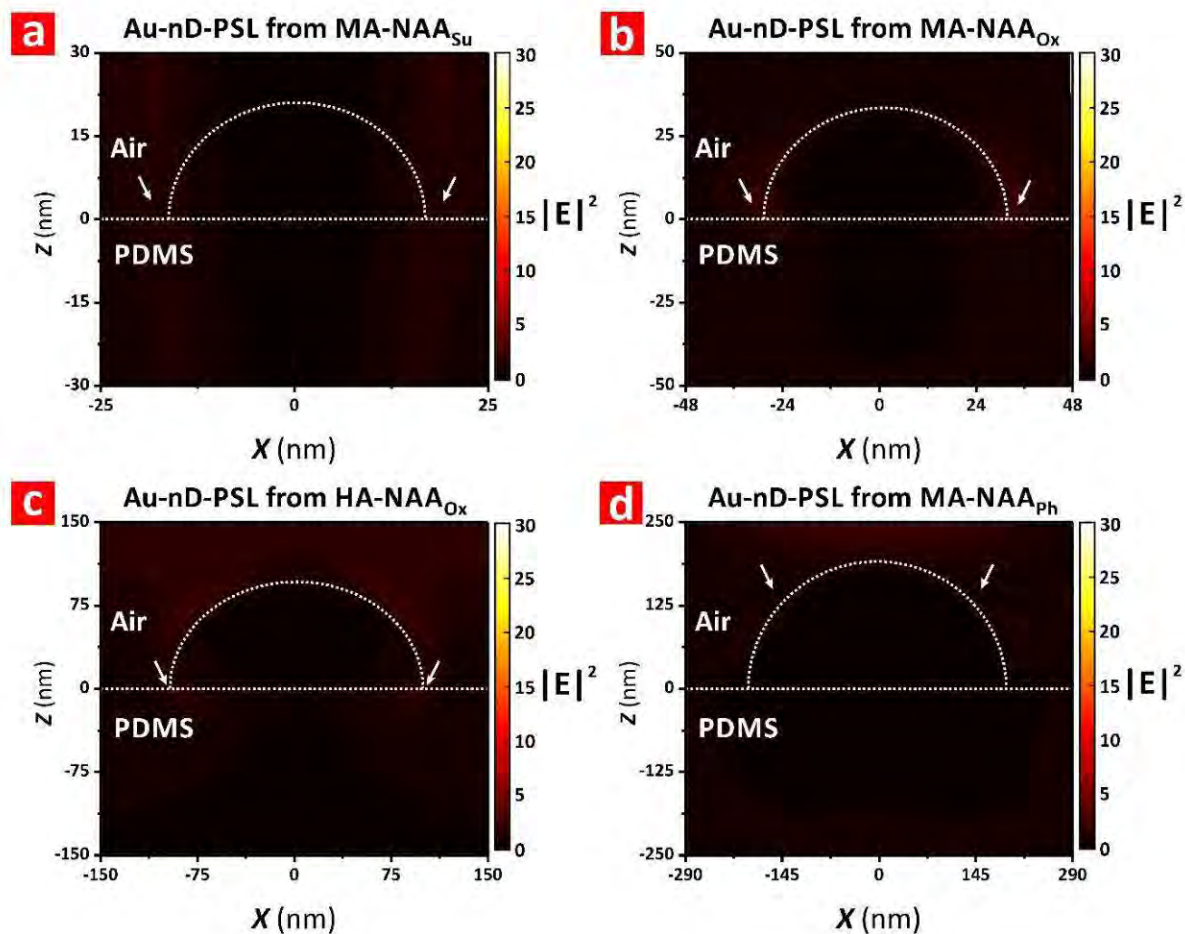 a
Au-nD-PSL from MA-NAA_Su
30
15
0
-15
-30
Z (nm)
Air
PDMS
-25
0
25
X (nm)
30
25
20
15
10
5
0
|E|²
b
Au-nD-PSL from MA-NAA_Ox
50
25
0
-25
-50
Z (nm)
Air
PDMS
-48
-24
0
24
48
X (nm)
30
25
20
15
10
5
0
|E|²
c
Au-nD-PSL from HA-NAA_Ox
150
75
0
-75
-150
Z (nm)
Air
PDMS
-150
-75
0
75
150
X (nm)
30
25
20
15
10
5
0
|E|²
d
Au-nD-PSL from MA-NAA_Ph
250
125
0
-125
-250
Z (nm)
Air
PDMS
-290
-145
0
145
290
X (nm)
30
25
20
15
10
5
0
|E|²